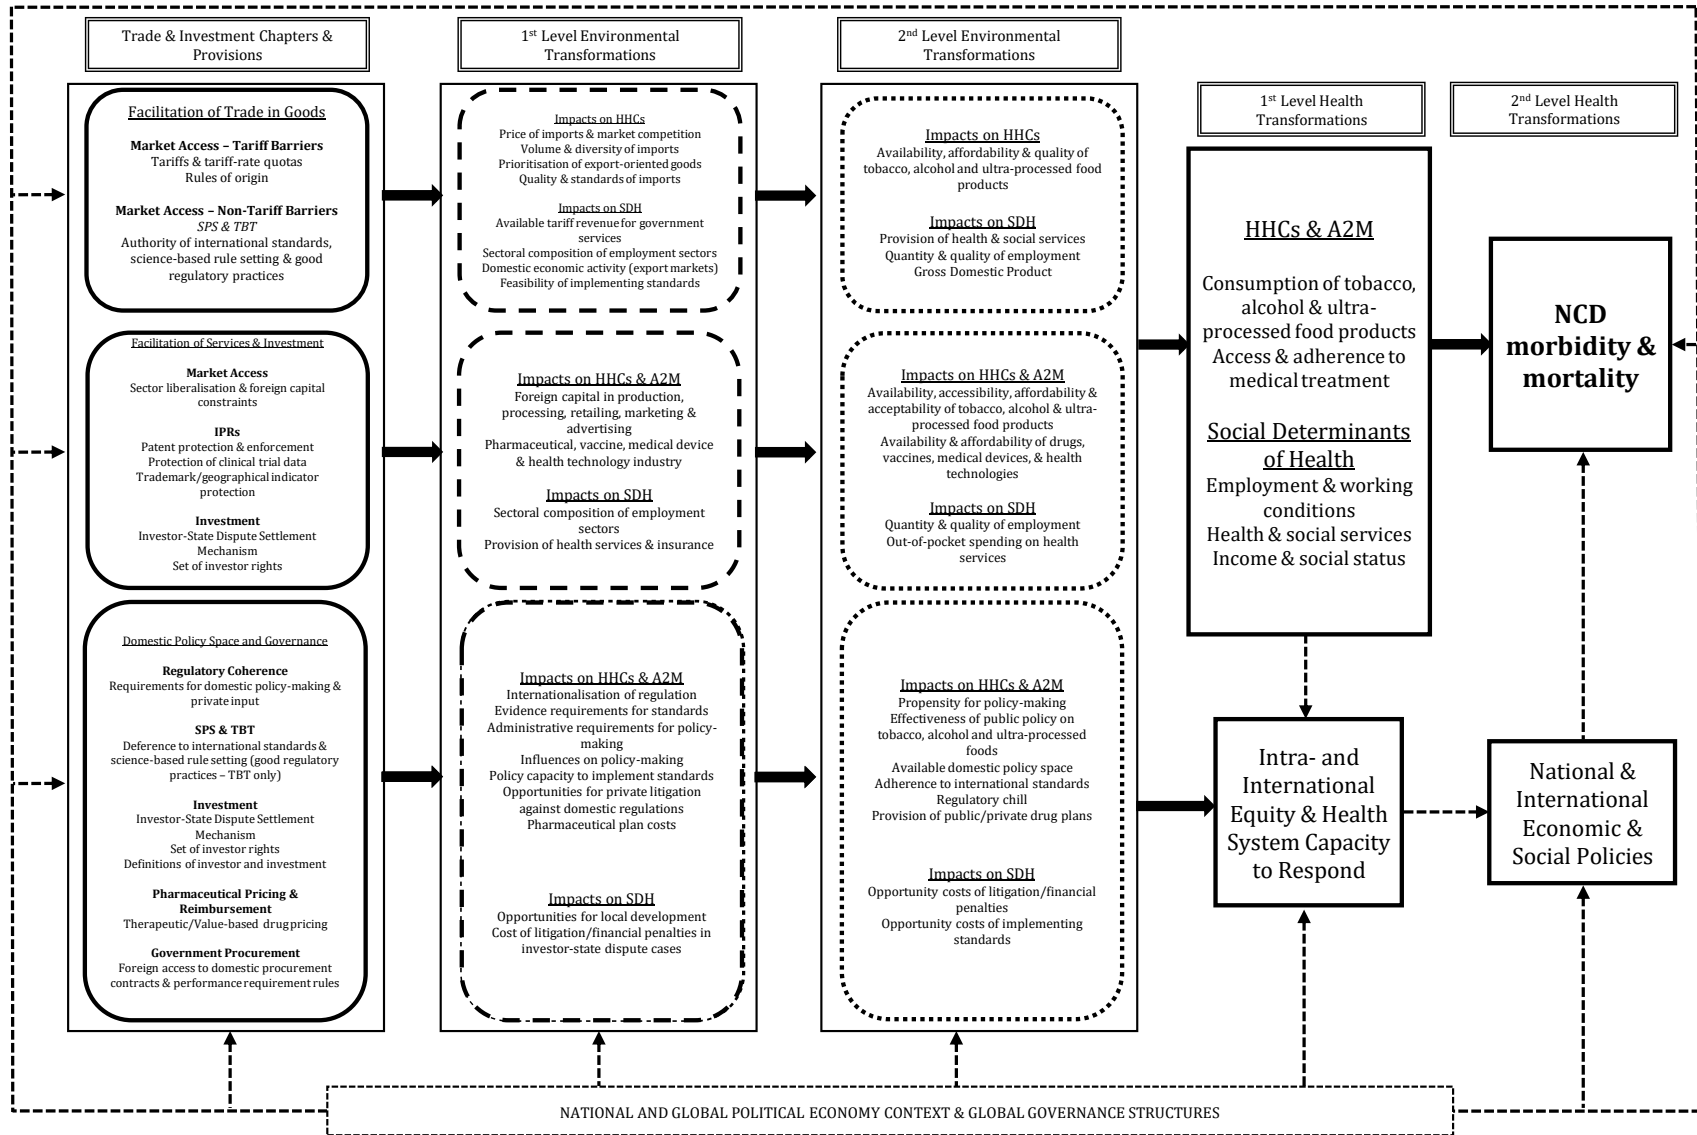 Trade & Investment Chapters &
Provisions
1st Level Environmental
Transformations
2nd Level Environmental
Transformations
1st Level Health
Transformations
2nd Level Health
Transformations
Facilitation of Trade in Goods
Market Access – Tariff Barriers
Tariffs & tariff-rate quotas
Rules of origin
Market Access – Non-Tariff Barriers
SPS & TBT
Authority of international standards,
science-based rule setting & good
regulatory practices
Facilitation of Services & Investment
Market Access
Sector liberalisation & foreign capital
constraints
IPRs
Patent protection & enforcement
Protection of clinical trial data
Trademark/geographical indicator
protection
Investment
Investor-State Dispute Settlement
Mechanism
Set of investor rights
Domestic Policy Space and Governance
Regulatory Coherence
Requirements for domestic policy-making &
private input
SPS & TBT
Deference to international standards &
science-based rule setting (good regulatory
practices – TBT only)
Investment
Investor-State Dispute Settlement
Mechanism
Set of investor rights
Definitions of investor and investment
Pharmaceutical Pricing &
Reimbursement
Therapeutic/Value-based drug pricing
Government Procurement
Foreign access to domestic procurement
contracts & performance requirement rules
Impacts on HHCs
Price of imports & market competition
Volume & diversity of imports
Prioritisation of export-oriented goods
Quality & standards of imports
Impacts on SDH
Available tariff revenue for government
services
Sectoral composition of employment sectors
Domestic economic activity (export markets)
Feasibility of implementing standards
Impacts on HHCs & A2M
Foreign capital in production,
processing, retailing, marketing &
advertising
Pharmaceutical, vaccine, medical device
& health technology industry
Impacts on SDH
Sectoral composition of employment
sectors
Provision of health services & insurance
Impacts on HHCs & A2M
Internationalisation of regulation
Evidence requirements for standards
Administrative requirements for policy-
making
Influences on policy-making
Policy capacity to implement standards
Opportunities for private litigation
against domestic regulations
Pharmaceutical plan costs
Impacts on SDH
Opportunities for local development
Cost of litigation/financial penalties in
investor-state dispute cases
Impacts on HHCs
Availability, affordability & quality of
tobacco, alcohol and ultra-processed food
products
Impacts on SDH
Provision of health & social services
Quantity & quality of employment
Gross Domestic Product
Impacts on HHCs & A2M
Availability, accessibility, affordability &
acceptability of tobacco, alcohol & ultra-
processed food products
Availability & affordability of drugs,
vaccines, medical devices, & health
technologies
Impacts on SDH
Quantity & quality of employment
Out-of-pocket spending on health
services
Impacts on HHCs & A2M
Propensity for policy-making
Effectiveness of public policy on
tobacco, alcohol and ultra-processed
foods
Available domestic policy space
Adherence to international standards
Regulatory chill
Provision of public/private drug plans
Impacts on SDH
Opportunity costs of litigation/financial
penalties
Opportunity costs of implementing
standards
HHCs & A2M
Consumption of tobacco,
alcohol & ultra-
processed food products
Access & adherence to
medical treatment
Social Determinants
of Health
Employment & working
conditions
Health & social services
Income & social status
Intra- and
International
Equity & Health
System Capacity
to Respond
NCD
morbidity &
mortality
National &
International
Economic &
Social Policies
NATIONAL AND GLOBAL POLITICAL ECONOMY CONTEXT & GLOBAL GOVERNANCE STRUCTURES